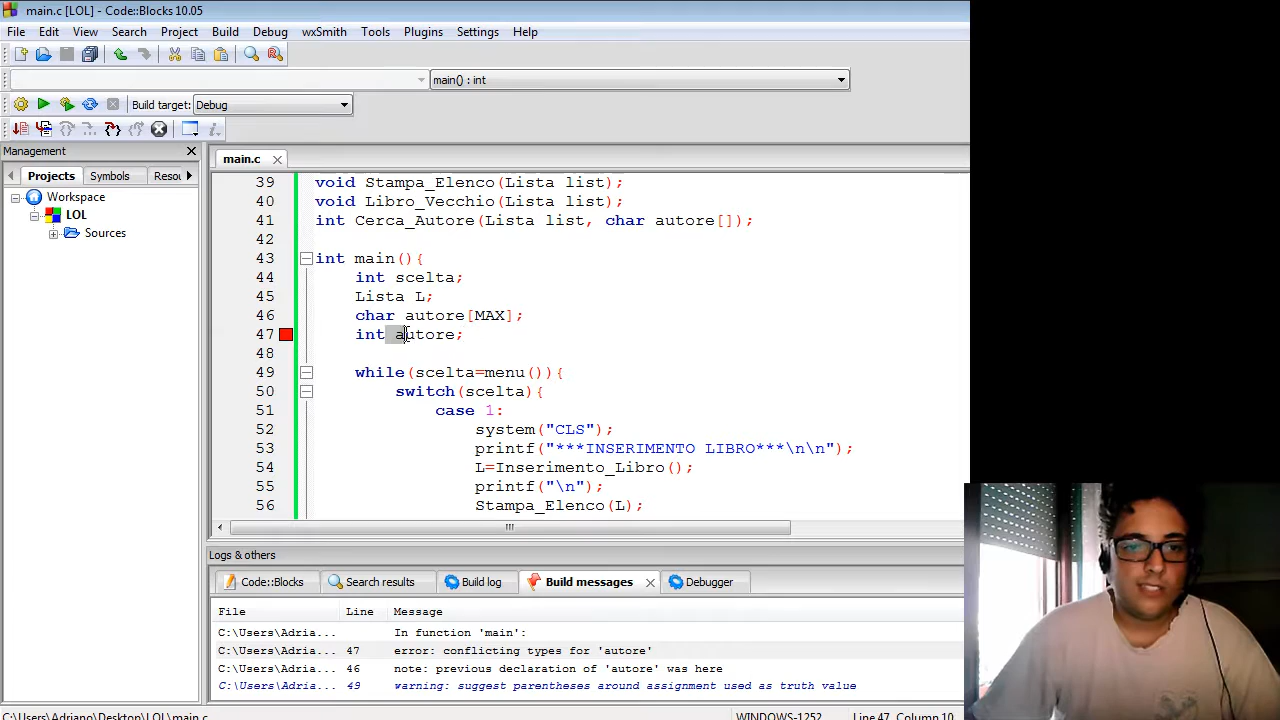 main.c [LOL] - Code::Blocks 10.05
File Edit View Search Project Build Debug wxSmith Tools Plugins Settings Help
main() : int
Build target: Debug
Management
main.c
Projects Symbols Resou
Workspace
LOL
Sources
39 void Stampa_Elenco(Lista list);
40 void Libro_Vecchio(Lista list);
41 int Cerca_Autore(Lista list, char autore[]);
42
43 int main(){
44 int scelta;
45 Lista L;
46 char autore[MAX];
47 int autore;
48
49 while(scelta=menu()){
50 switch(scelta){
51 case 1:
52 system("CLS");
53 printf("***INSERIMENTO LIBRO***\n\n");
54 L=Inserimento_Libro();
55 printf("\n");
56 Stampa_Elenco(L);
Logs & others
Code::Blocks Search results Build log Build messages Debugger
File Line Message
C:\Users\Adria... In function 'main':
C:\Users\Adria... 47 error: conflicting types for 'autore'
C:\Users\Adria... 46 note: previous declaration of 'autore' was here
C:\Users\Adria... 49 warning: suggest parentheses around assignment used as truth value
C:\Users\Adriano\Desktop\LOL\main.c WINDOWS-1252 Line 47, Column 10